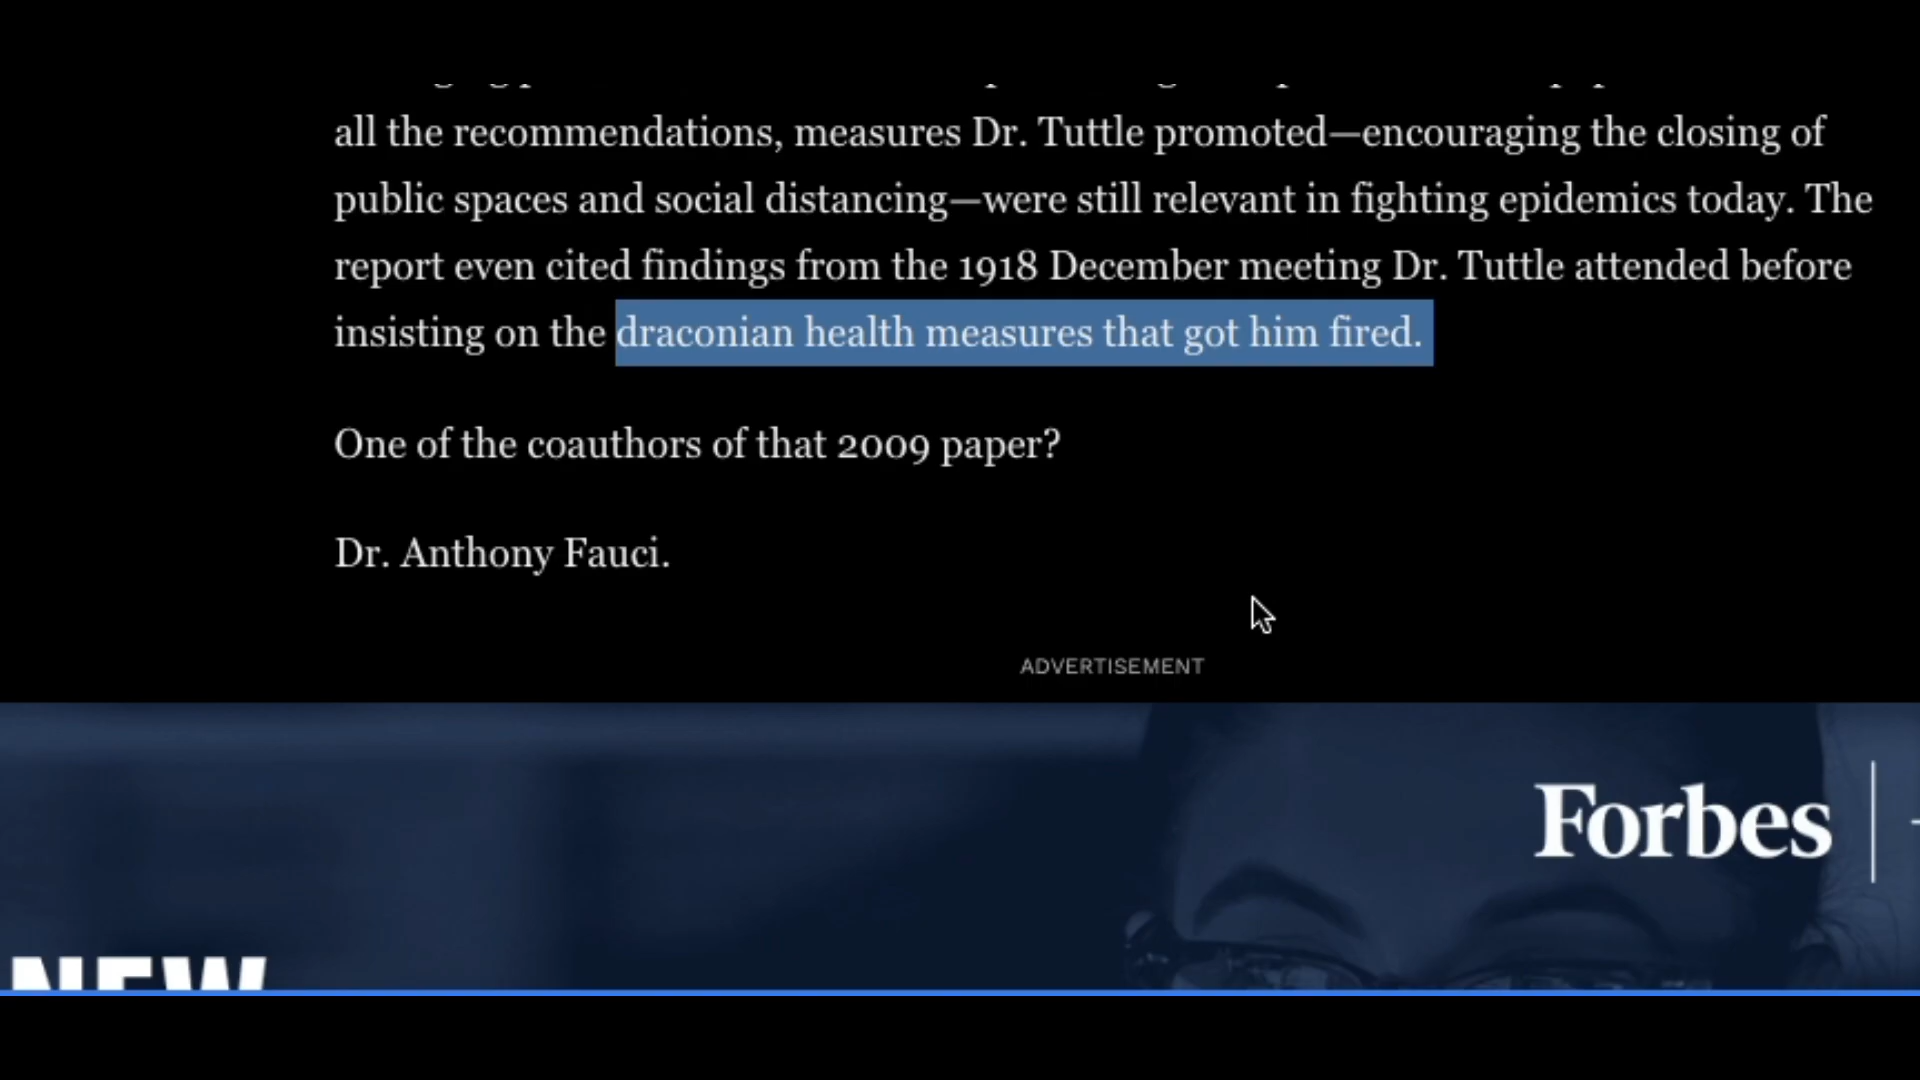 all the recommendations, measures Dr. Tuttle promoted—encouraging the closing of
public spaces and social distancing—were still relevant in fighting epidemics today. The
report even cited findings from the 1918 December meeting Dr. Tuttle attended before
insisting on the draconian health measures that got him fired.
One of the coauthors of that 2009 paper?
Dr. Anthony Fauci.
ADVERTISEMENT
Forbes
NEW